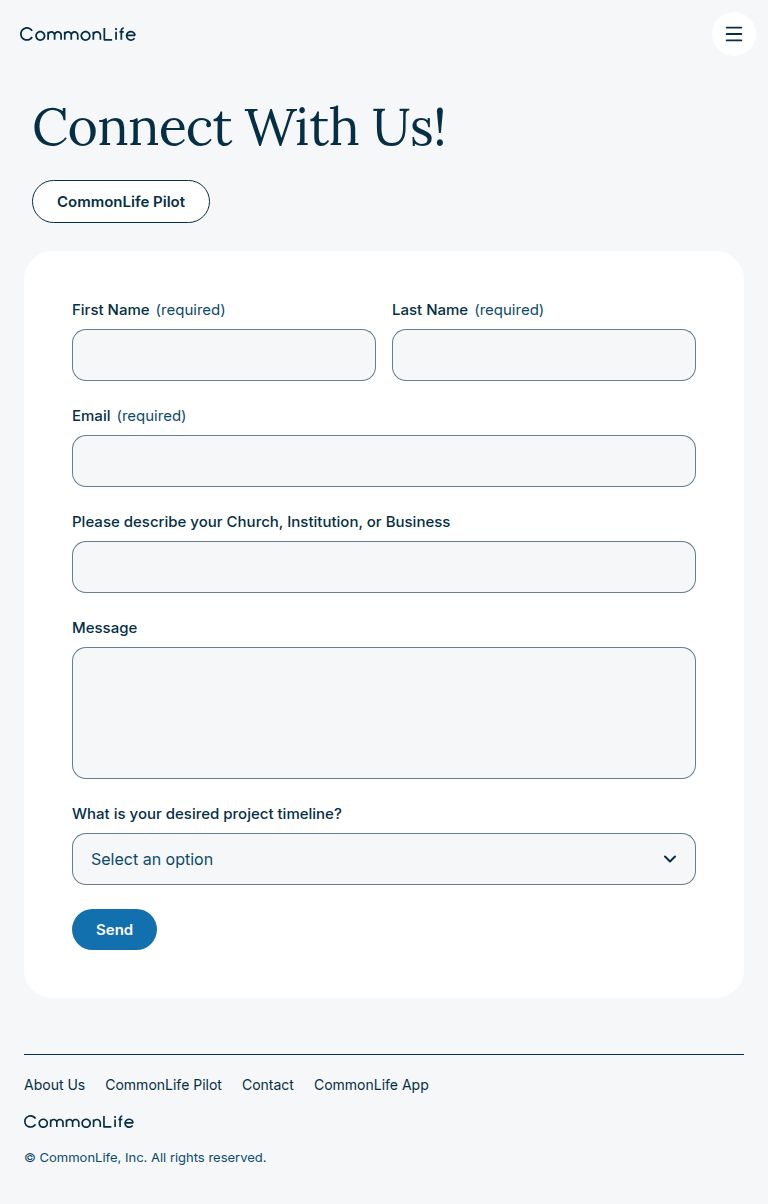 CommonLife
Connect With Us!
CommonLife Pilot
First Name (required)
Last Name (required)
Email (required)
Please describe your Church, Institution, or Business
Message
What is your desired project timeline?
Select an option
Send
About Us CommonLife Pilot Contact CommonLife App
CommonLife
© CommonLife, Inc. All rights reserved.